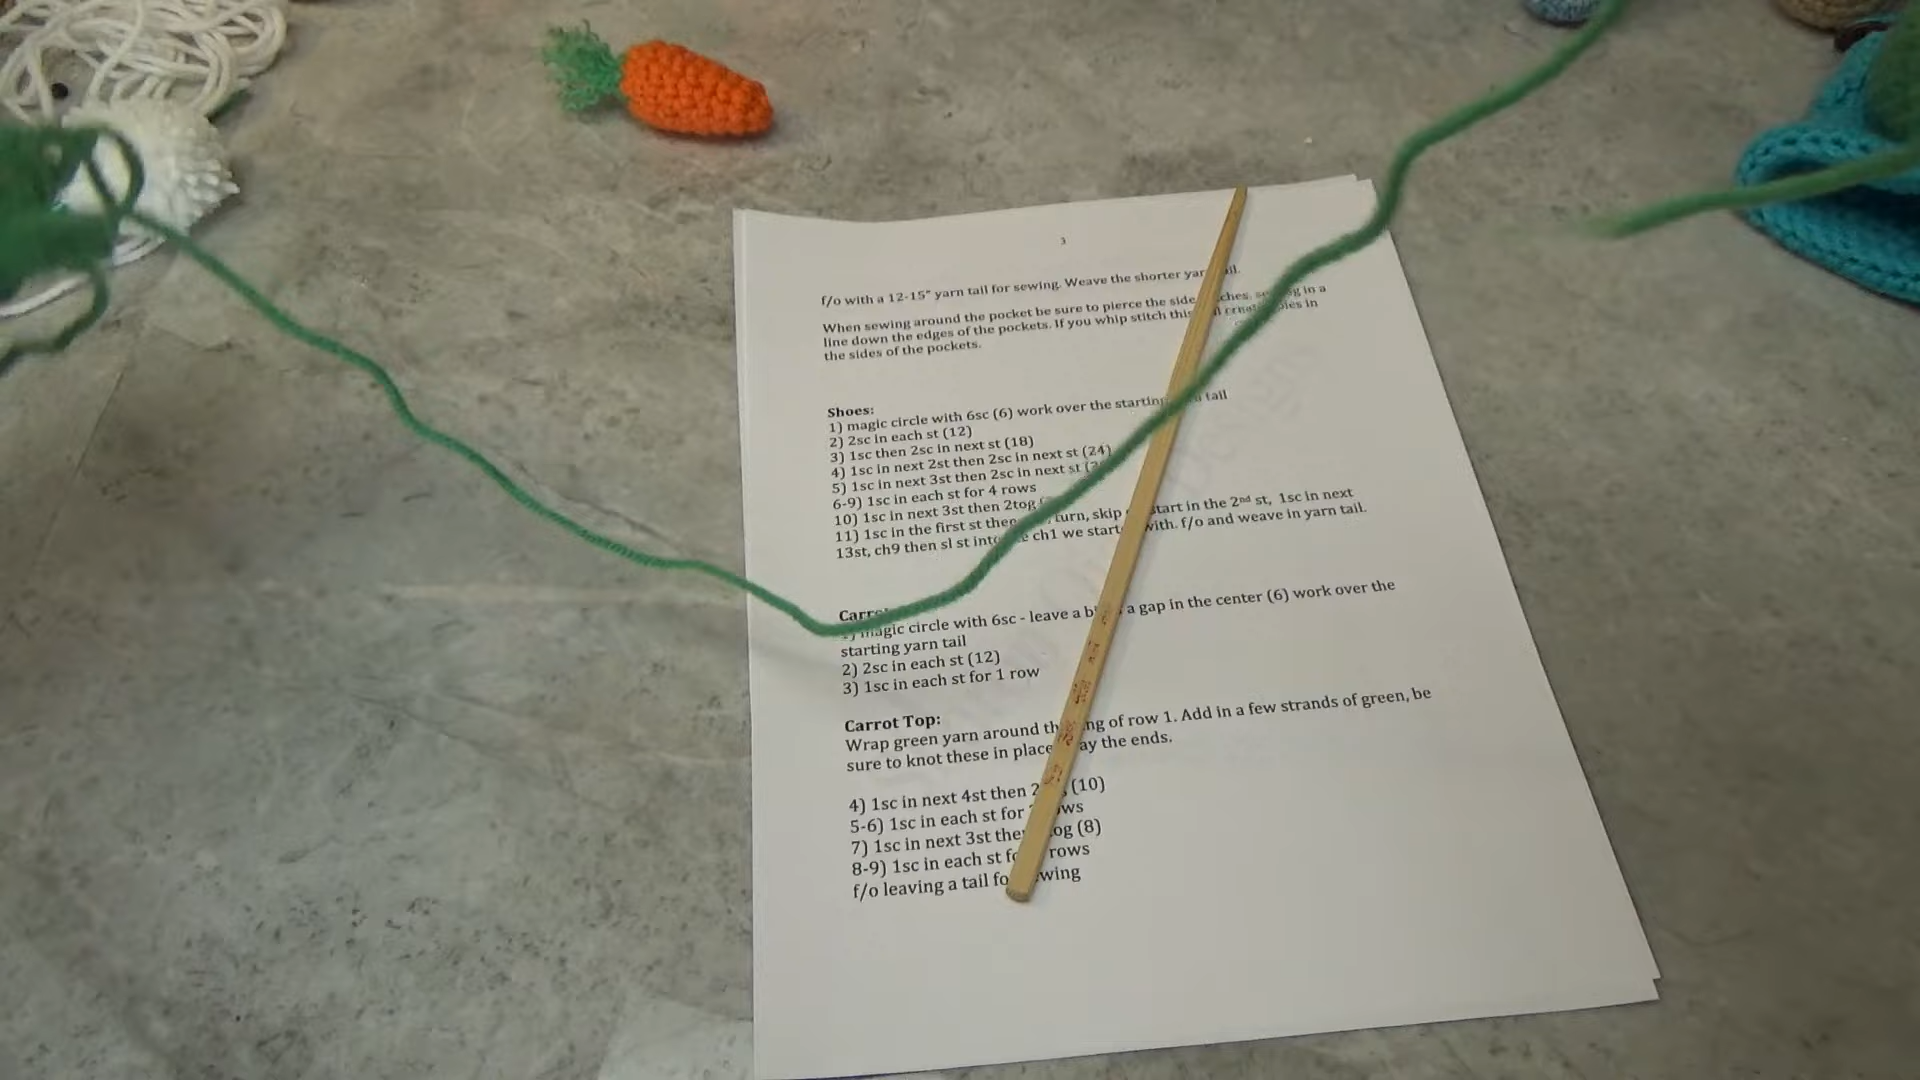 3
f/o with a 12-15" yarn tail for sewing. Weave the shorter
When sewing around the pocket be sure to pierce the side in a
line down the edges of the pockets. If you whip stitch in
the sides of the pockets.
Shoes:
1) magic circle with 6sc (6) work over the starting tail
2) 2sc in each st (12)
3) 1sc then 2sc in next st (18)
4) 1sc in next 2st then 2sc in next st (24)
5) 1sc in next 3st then 2sc in next st
6-9) 1sc in each st for 4 rows
10) 1sc in next 3st then 2tog
11) 1sc in the first st turn, skip start in the 2nd st, 1sc in next
13st, ch9 then sl st ch1 we with. f/o and weave in yarn tail.
1) magic circle with 6sc - leave a a gap in the center (6) work over the
starting yarn tail
2) 2sc in each st (12)
3) 1sc in each st for 1 row
Carrot Top:
Wrap green yarn around of row 1. Add in a few strands of green, be
sure to knot these in place the ends.
4) 1sc in next 4st then (10)
5-6) 1sc in each st for rows
7) 1sc in next 3st then (8)
8-9) 1sc in each st rows
f/o leaving a tail for sewing